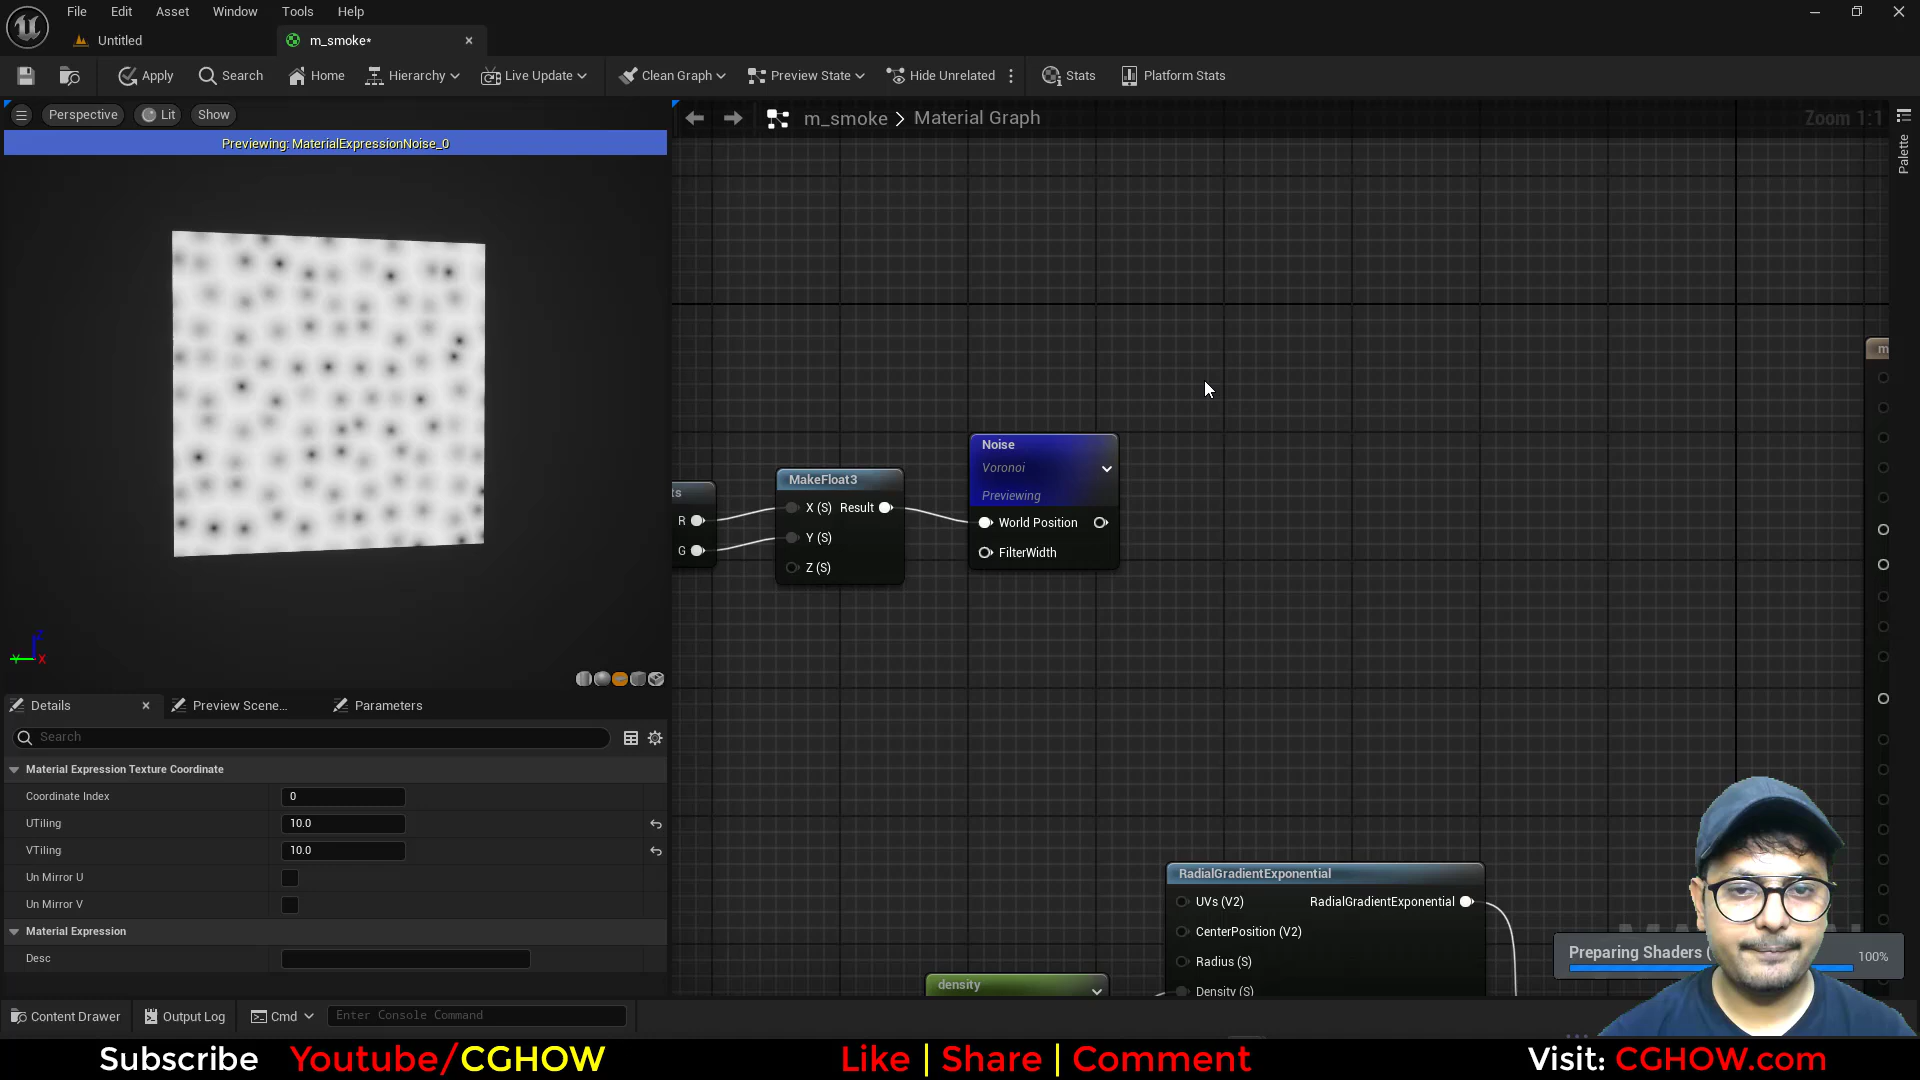 File Edit Asset Window Tools Help
Untitled
m_smoke*
Apply Search Home Hierarchy Live Update Clean Graph Preview State Hide Unrelated Stats Platform Stats
Perspective Lit Show
Previewing: MaterialExpressionNoise_0
m_smoke > Material Graph
Zoom 1:1
Palette
m
Noise
Voronoi
Previewing
World Position
FilterWidth
MakeFloat3
X (S) Result
Y (S)
Z (S)
ts
R
G
RadialGradientExponential
UVs (V2) RadialGradientExponential
CenterPosition (V2)
Radius (S)
Density (S)
density
Z
Y
X
Details Preview Scene... Parameters
Search
Material Expression Texture Coordinate
Coordinate Index 0
UTiling 10.0
VTiling 10.0
Un Mirror U
Un Mirror V
Material Expression
Desc
Preparing Shaders (
100%
Content Drawer Output Log Cmd Enter Console Command
Subscribe Youtube/CGHOW Like | Share | Comment Visit: CGHOW.com